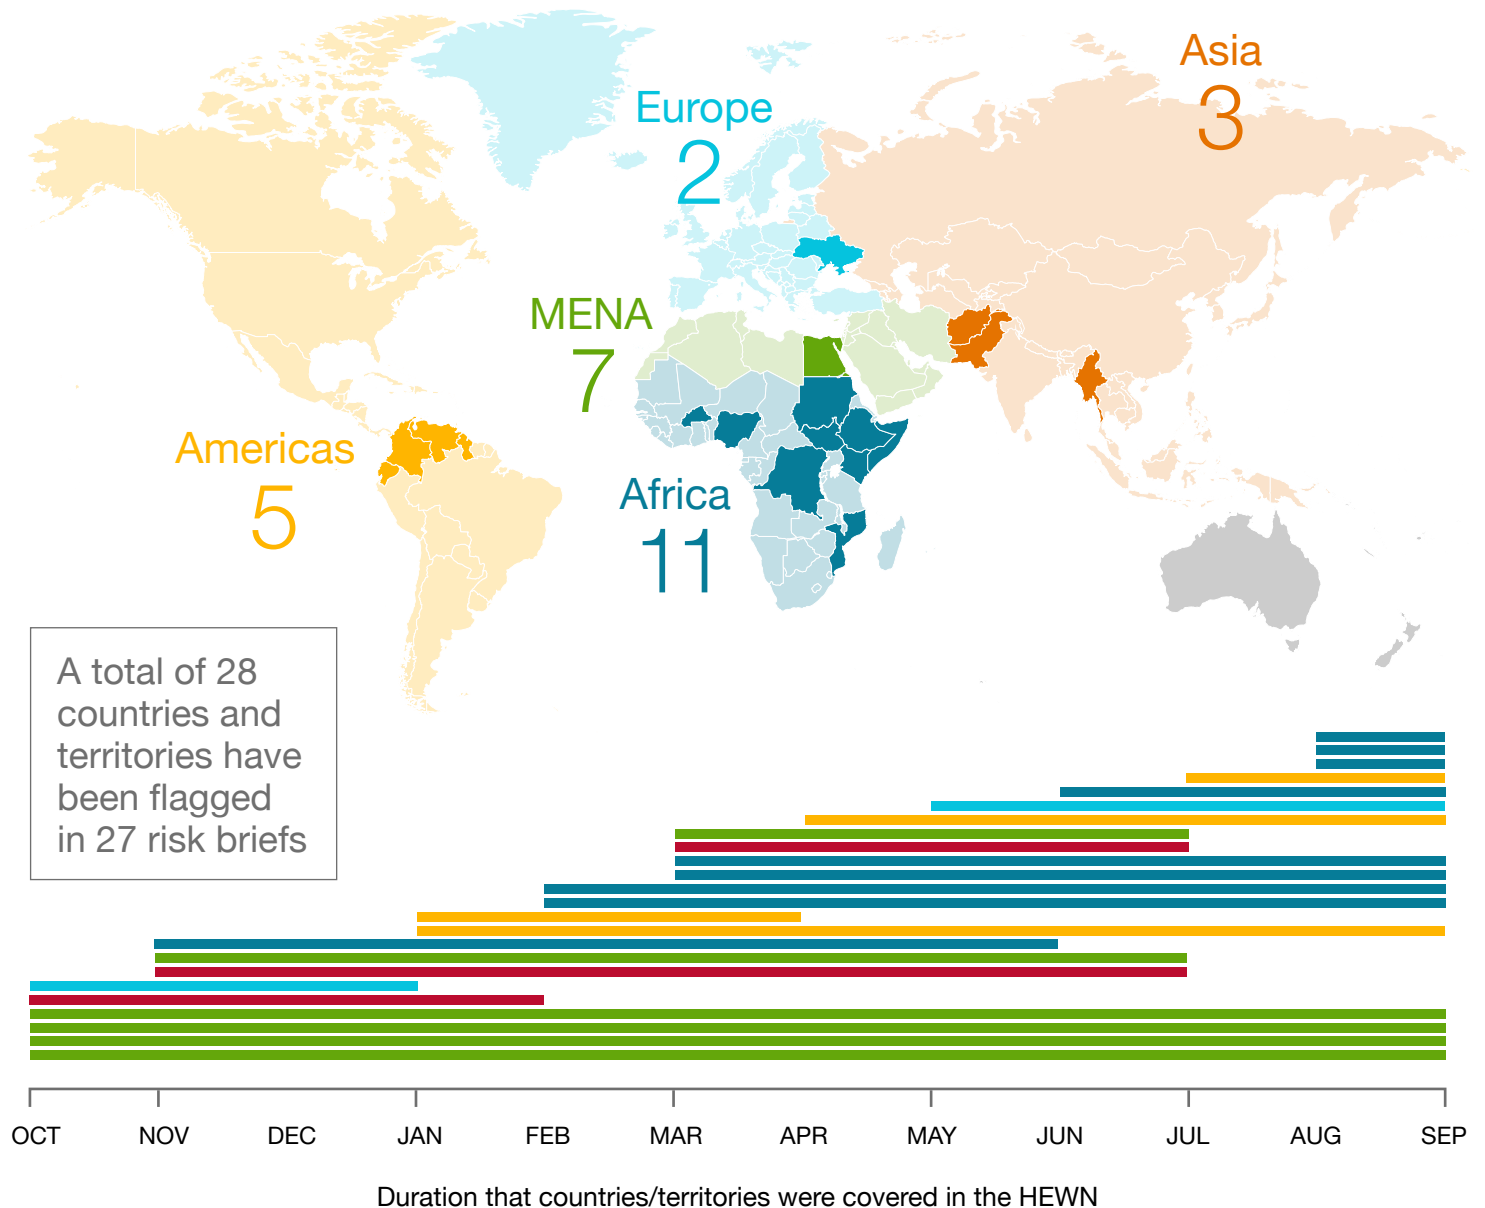 Asia
3
Europe
2
MENA
7
Americas
5
Africa
11
A total of 28
countries and
territories have
been flagged
in 27 risk briefs
OCT NOV DEC JAN FEB MAR APR MAY JUN JUL AUG SEP
Duration that countries/territories were covered in the HEWN